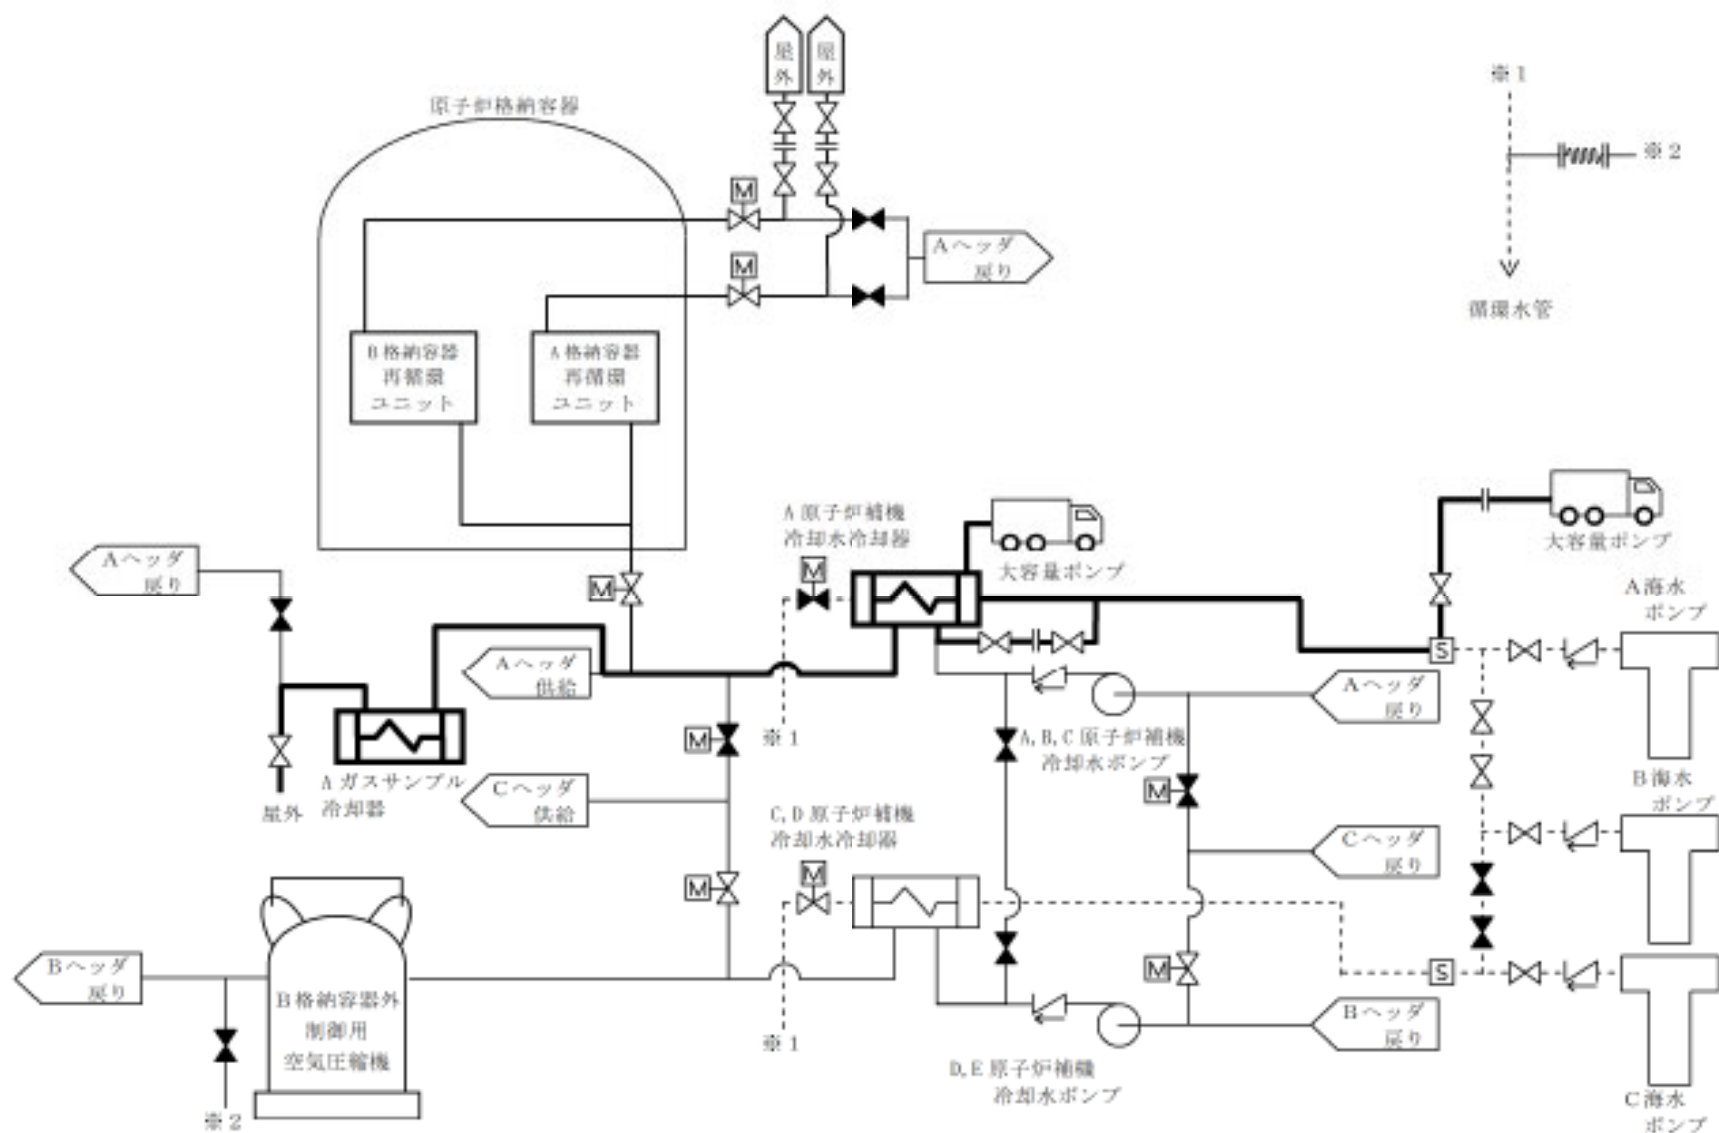 屋外
屋外
※1
※2
循環水管
原子炉格納容器
M
M
Aヘッダ
戻り
B格納容器
再循環
ユニット
A格納容器
再循環
ユニット
A原子炉補機
冷却水冷却器
M
大容量ポンプ
大容量ポンプ
Aヘッダ
戻り
M
A海水
ポンプ
S
Aヘッダ
供給
Aヘッダ
戻り
※1
M
A,B,C原子炉補機
冷却水ポンプ
Aガスサンプル
冷却器
屋外
M
B海水
ポンプ
Cヘッダ
供給
C,D原子炉補機
冷却水冷却器
M
Cヘッダ
戻り
M
Bヘッダ
戻り
B格納容器外
制御用
空気圧縮機
M
S
※1
Bヘッダ
戻り
D,E原子炉補機
冷却水ポンプ
C海水
ポンプ
※2